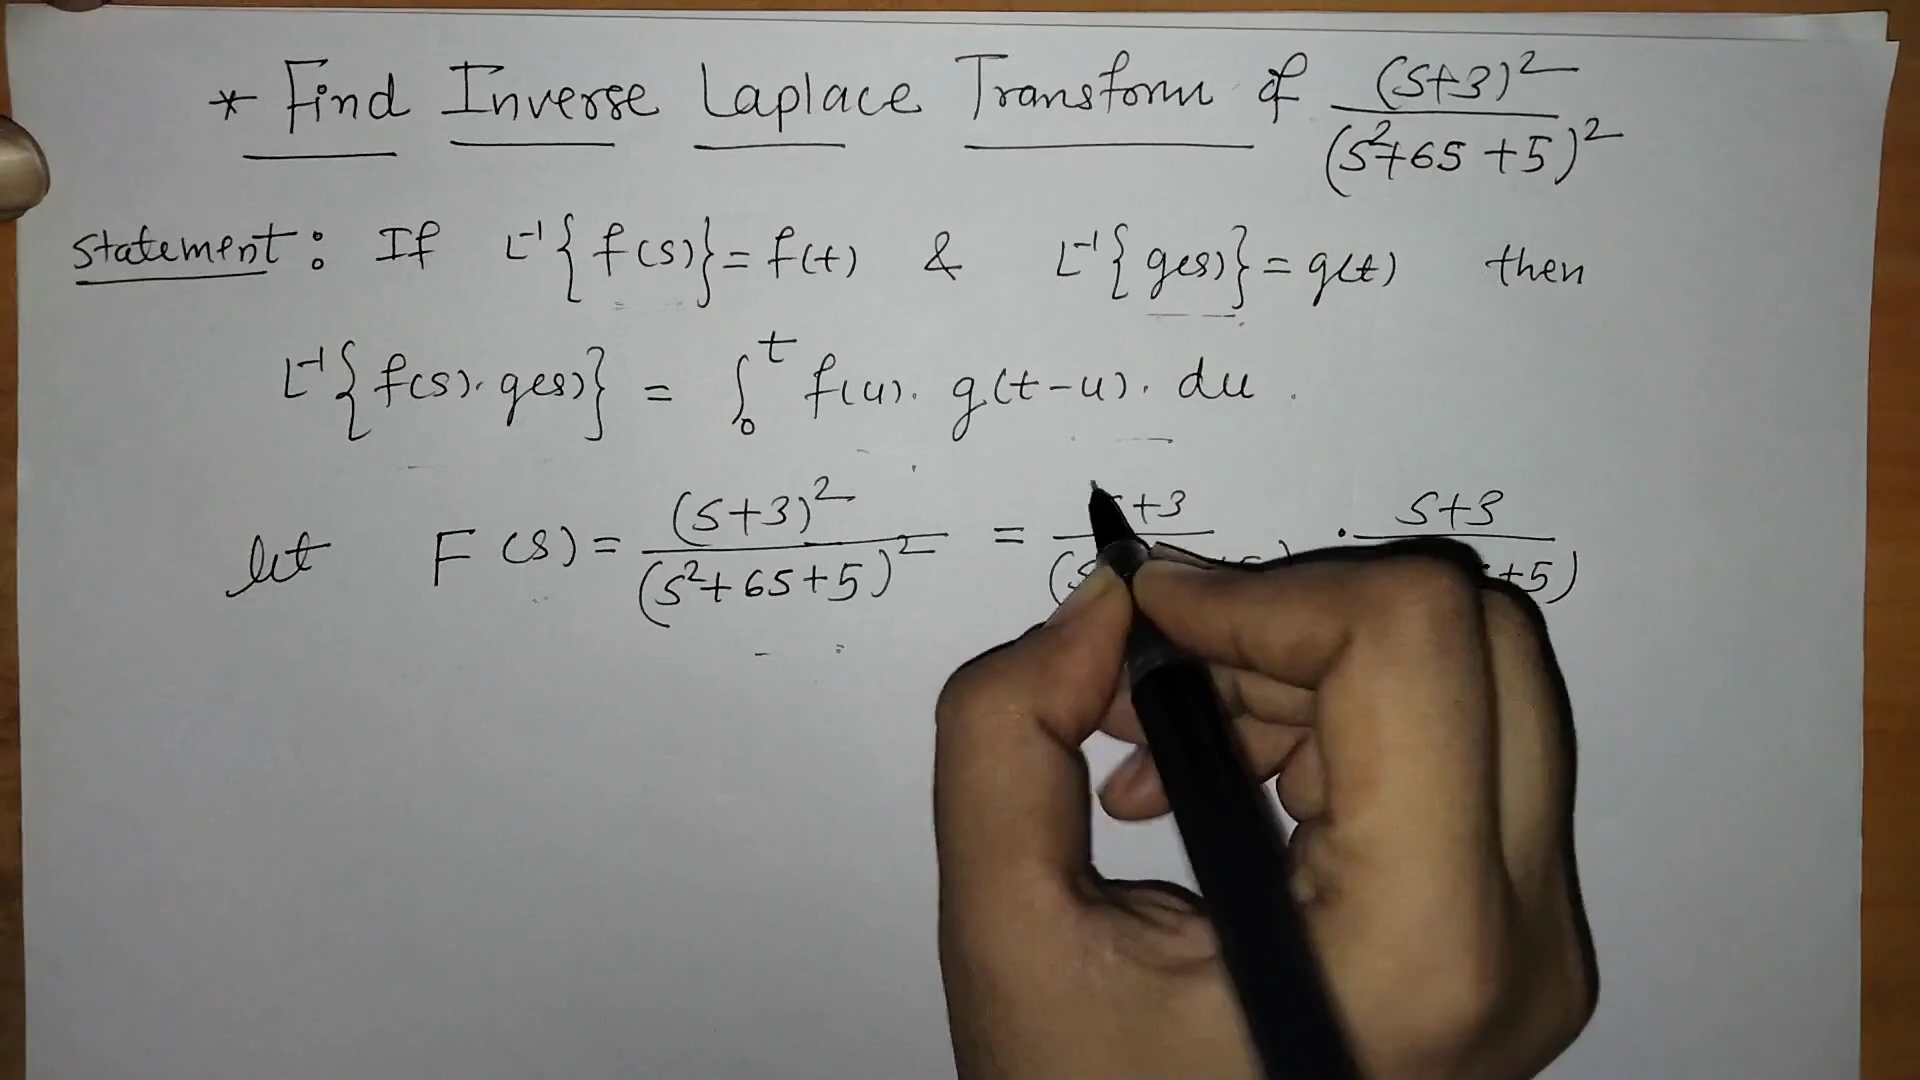 * Find Inverse Laplace Transform of (S+3)² / (S²+6S+5)²
Statement: If L⁻¹{f(s)}=f(t) & L⁻¹{g(s)}=g(t) then
L⁻¹{f(s).g(s)} = ∫₀ᵗ f(u). g(t-u). du.
let F(s) = (S+3)² / (S²+6S+5)² = +3 / (S . S+3 / +5)